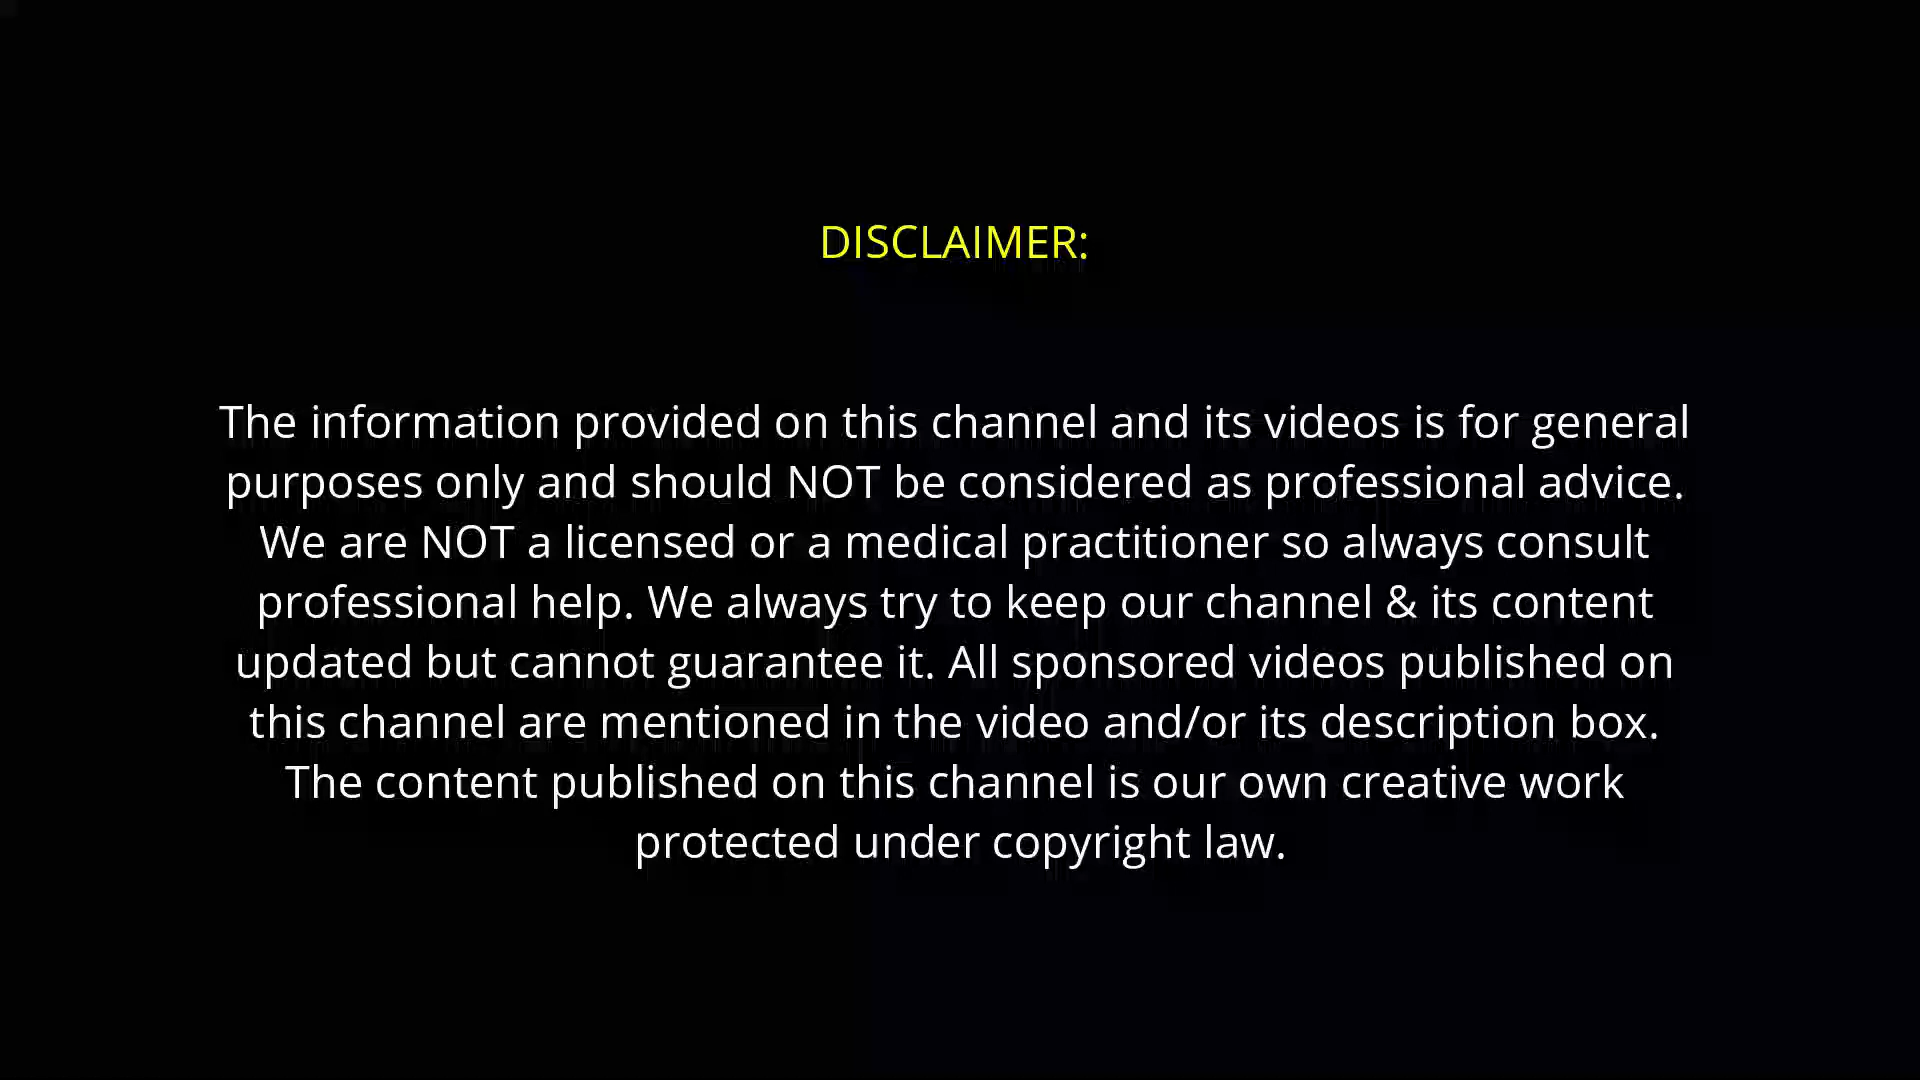 DISCLAIMER:
The information provided on this channel and its videos is for general
purposes only and should NOT be considered as professional advice.
We are NOT a licensed or a medical practitioner so always consult
professional help. We always try to keep our channel & its content
updated but cannot guarantee it. All sponsored videos published on
this channel are mentioned in the video and/or its description box.
The content published on this channel is our own creative work
protected under copyright law.